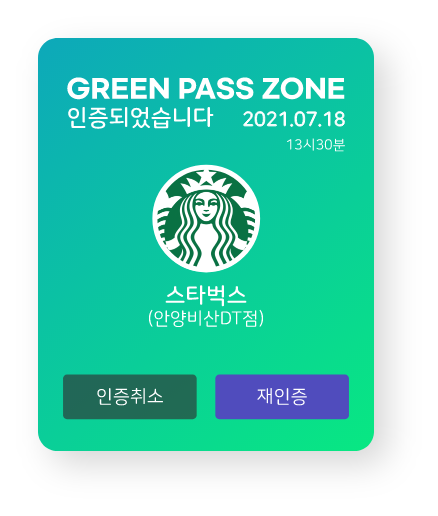 GREEN PASS ZONE
인증되었습니다 2021.07.18
13시30분
스타벅스
(안양비산DT점)
인증취소 재인증